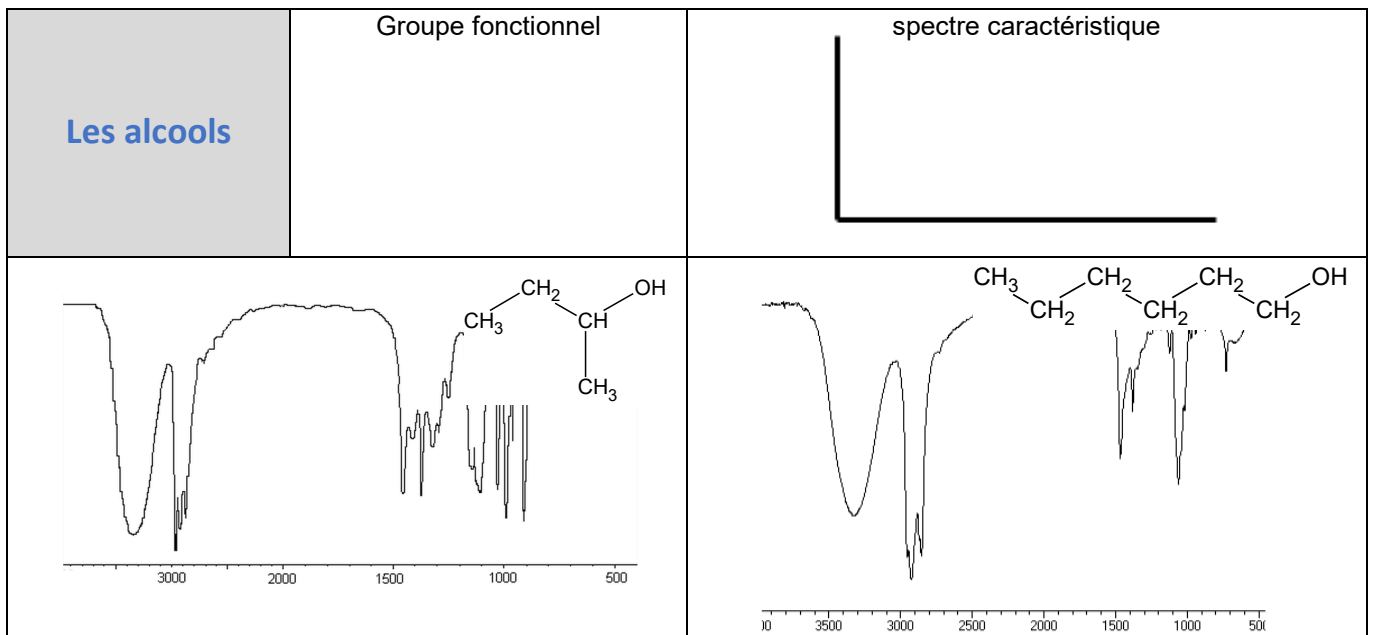 Groupe fonctionnel
spectre caractéristique
Les alcools
CH2
OH
CH3
CH
CH3
3000 2000 1500 1000 500
CH3 CH2 CH2 OH
CH2 CH2 CH2
3500 3000 2500 2000 1500 1000